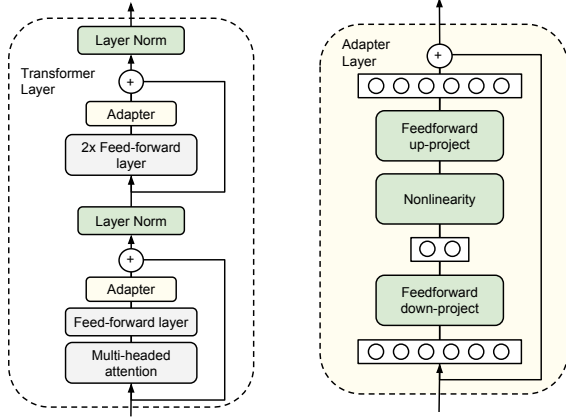 Layer Norm
Transformer
Layer
+
Adapter
2x Feed-forward
layer
Layer Norm
+
Adapter
Feed-forward layer
Multi-headed
attention
Adapter
Layer
+
Feedforward
up-project
Nonlinearity
Feedforward
down-project